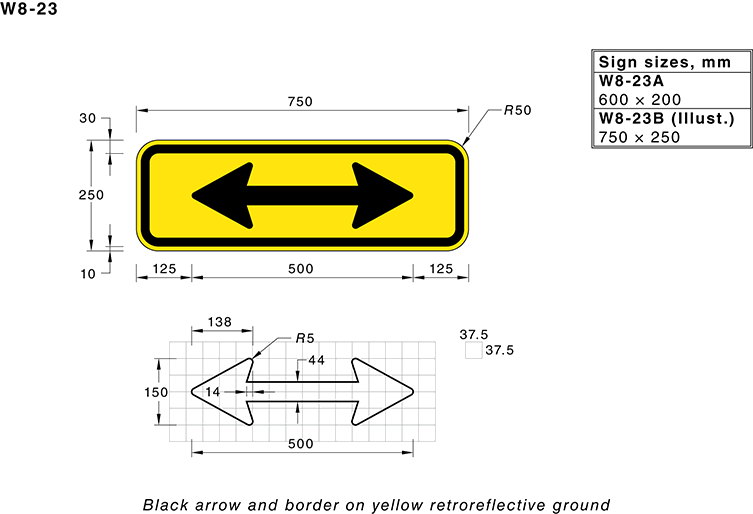 W8-23
Sign sizes, mm
W8-23A
600 × 200
W8-23B (Illust.)
750 × 250
750
R50
30
250
10
125
500
125
138
R5
44
37.5
37.5
150
14
500
Black arrow and border on yellow retroreflective ground